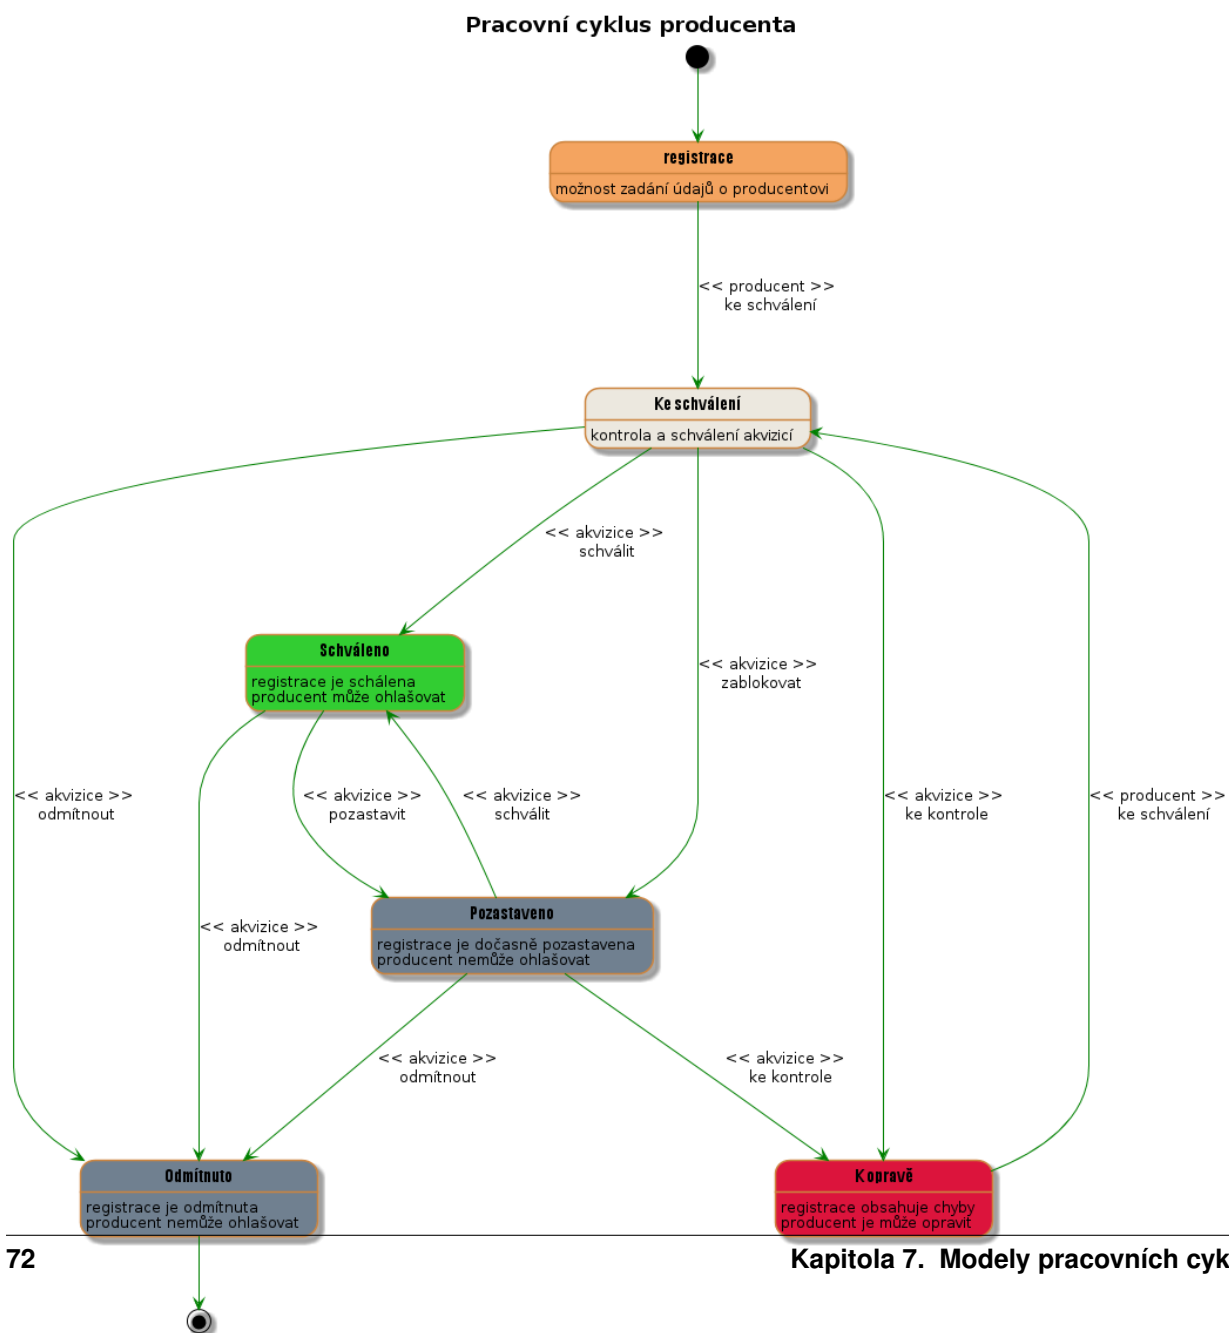 Pracovní cyklus producenta
registrace
možnost zadání údajů o producentovi
<< producent >>
ke schválení
Ke schválení
kontrola a schválení akvizicí
<< akvizice >>
schválit
Schváleno
registrace je schálena
producent může ohlašovat
<< akvizice >>
zablokovat
<< akvizice >>
odmítnout
<< akvizice >>
pozastavit
<< akvizice >>
schválit
<< akvizice >>
ke kontrole
<< producent >>
ke schválení
Pozastaveno
registrace je dočasně pozastavena
producent nemůže ohlašovat
<< akvizice >>
odmítnout
<< akvizice >>
odmítnout
<< akvizice >>
ke kontrole
Odmítnuto
registrace je odmítnuta
producent nemůže ohlašovat
K opravě
registrace obsahuje chyby
producent je může opravit
72
Kapitola 7. Modely pracovních cyk